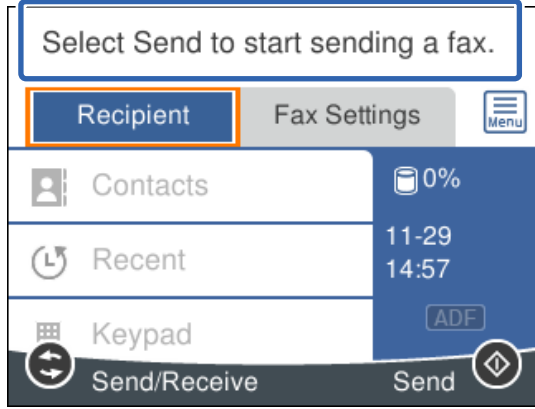 Select Send to start sending a fax.
Recipient
Fax Settings
Menu
Contacts
0%
Recent
11-29
14:57
Keypad
ADF
Send/Receive
Send